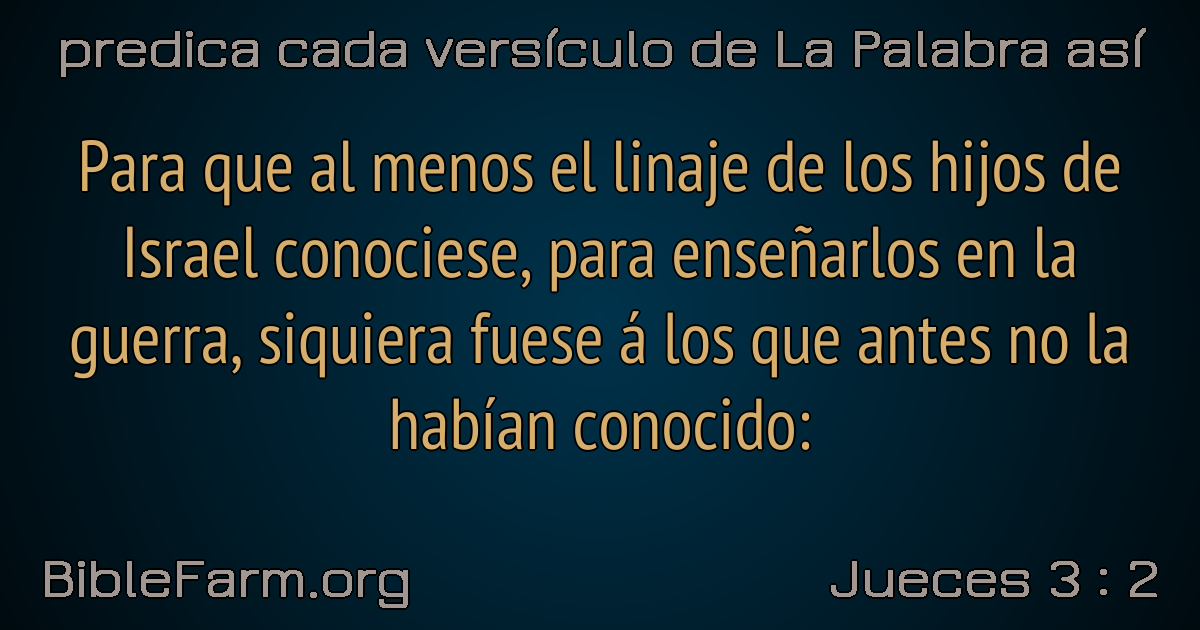 predica cada versículo de La Palabra así
Para que al menos el linaje de los hijos de
Israel conociese, para enseñarlos en la
guerra, siquiera fuese á los que antes no la
habían conocido:
BibleFarm.org
Jueces 3 : 2